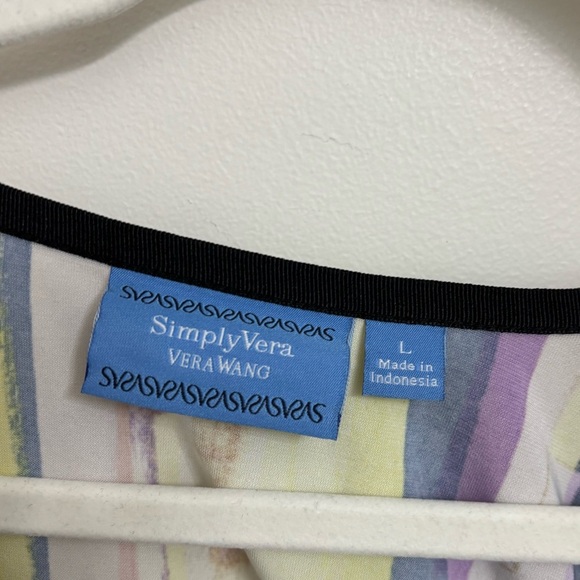 SimplyVera
VERA WANG
L
Made in
Indonesia